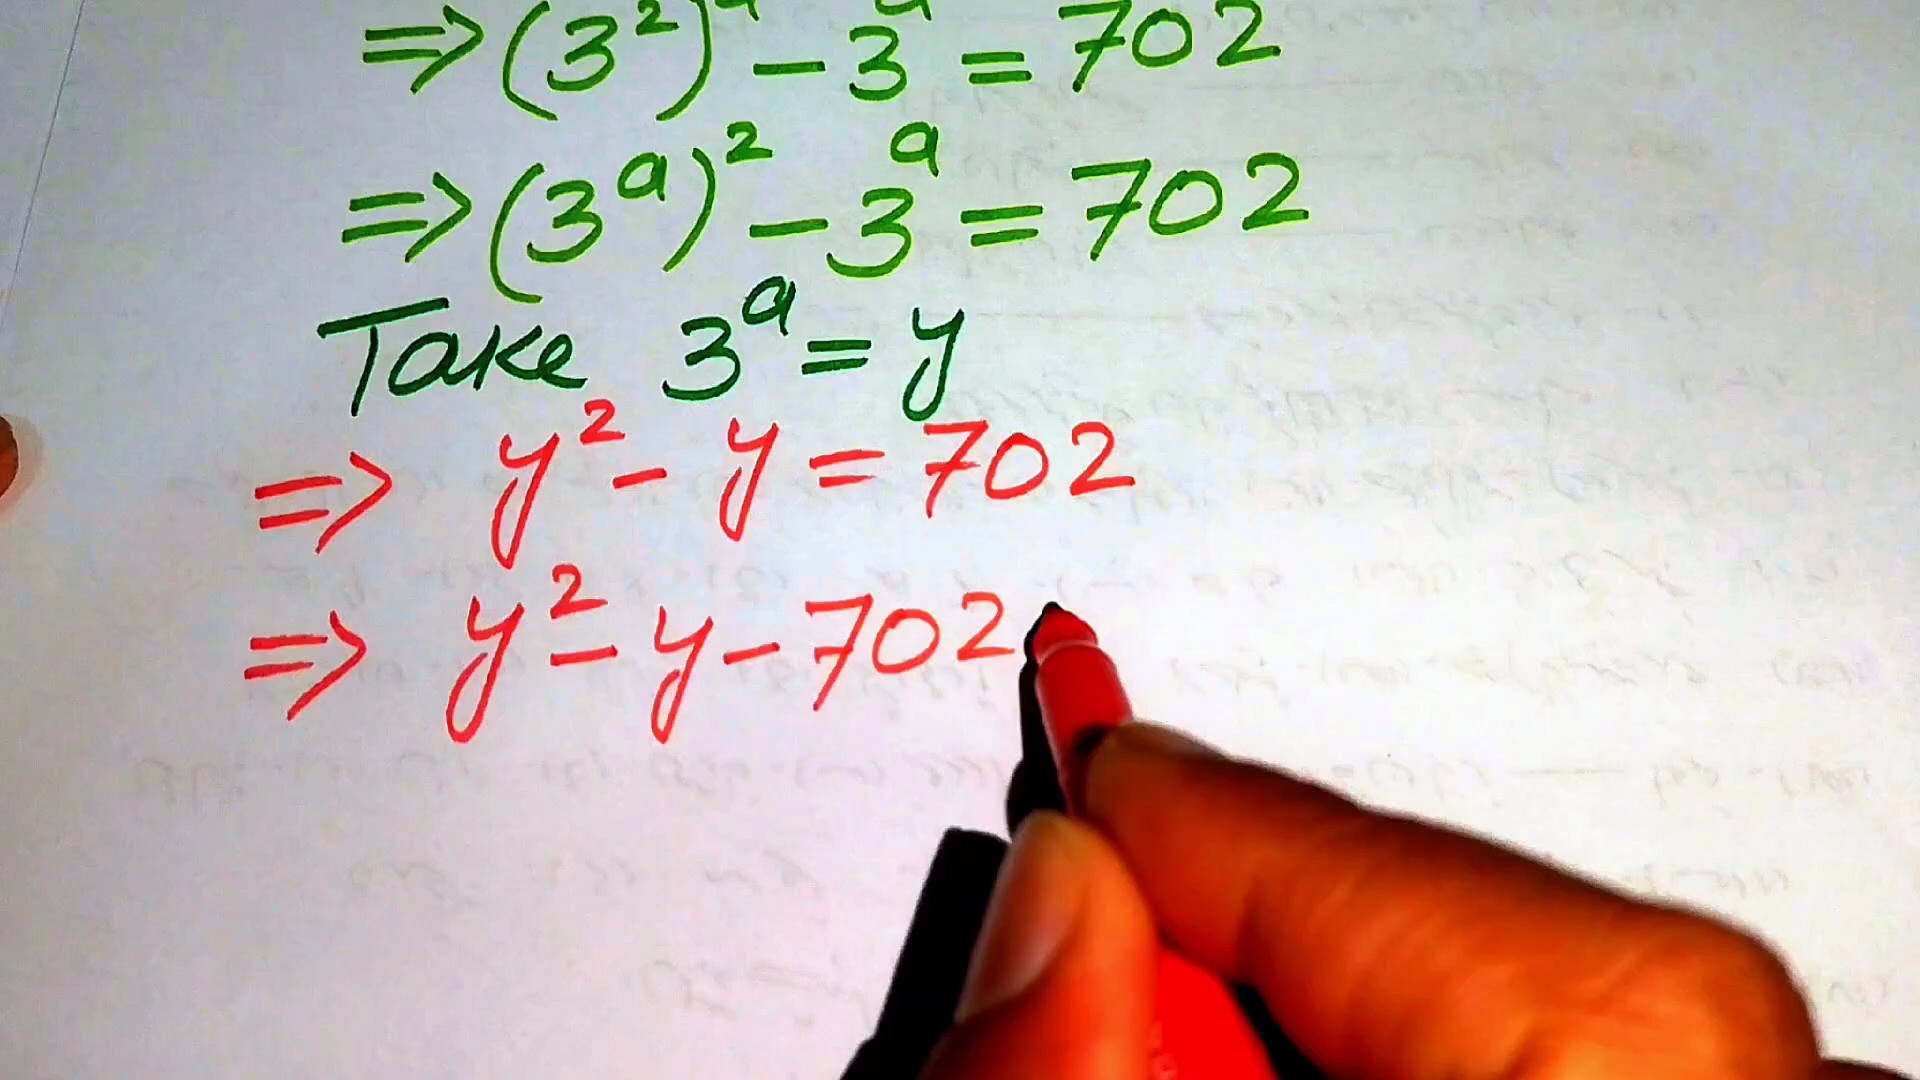 ⇒(3²)ᵃ - 3ᵃ = 702
⇒(3ᵃ)² - 3ᵃ = 702
Take 3ᵃ = y
⇒ y² - y = 702
⇒ y² - y - 702